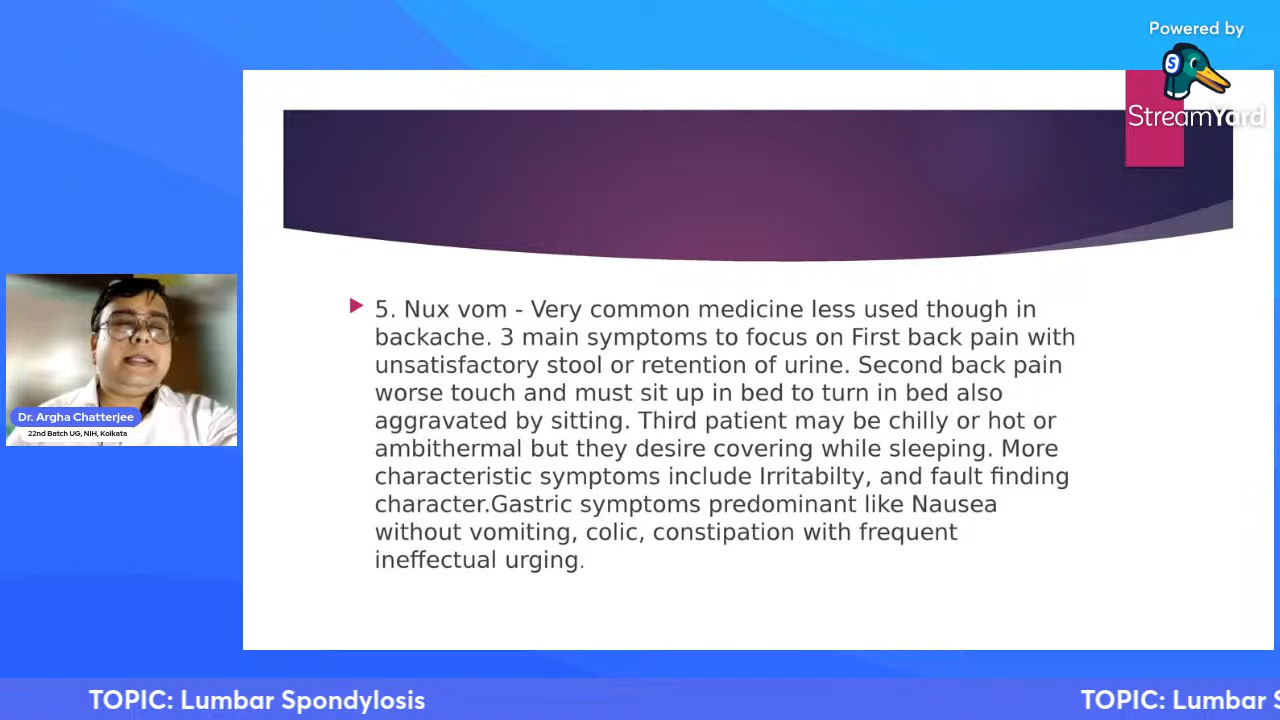 Powered by
S
StreamYard
5. Nux vom - Very common medicine less used though in
backache. 3 main symptoms to focus on First back pain with
unsatisfactory stool or retention of urine. Second back pain
worse touch and must sit up in bed to turn in bed also
aggravated by sitting. Third patient may be chilly or hot or
ambithermal but they desire covering while sleeping. More
characteristic symptoms include Irritabilty, and fault finding
character.Gastric symptoms predominant like Nausea
without vomiting, colic, constipation with frequent
ineffectual urging.
Dr. Argha Chatterjee
22nd Batch UG, NIH, Kolkata
TOPIC: Lumbar Spondylosis
TOPIC: Lumbar S